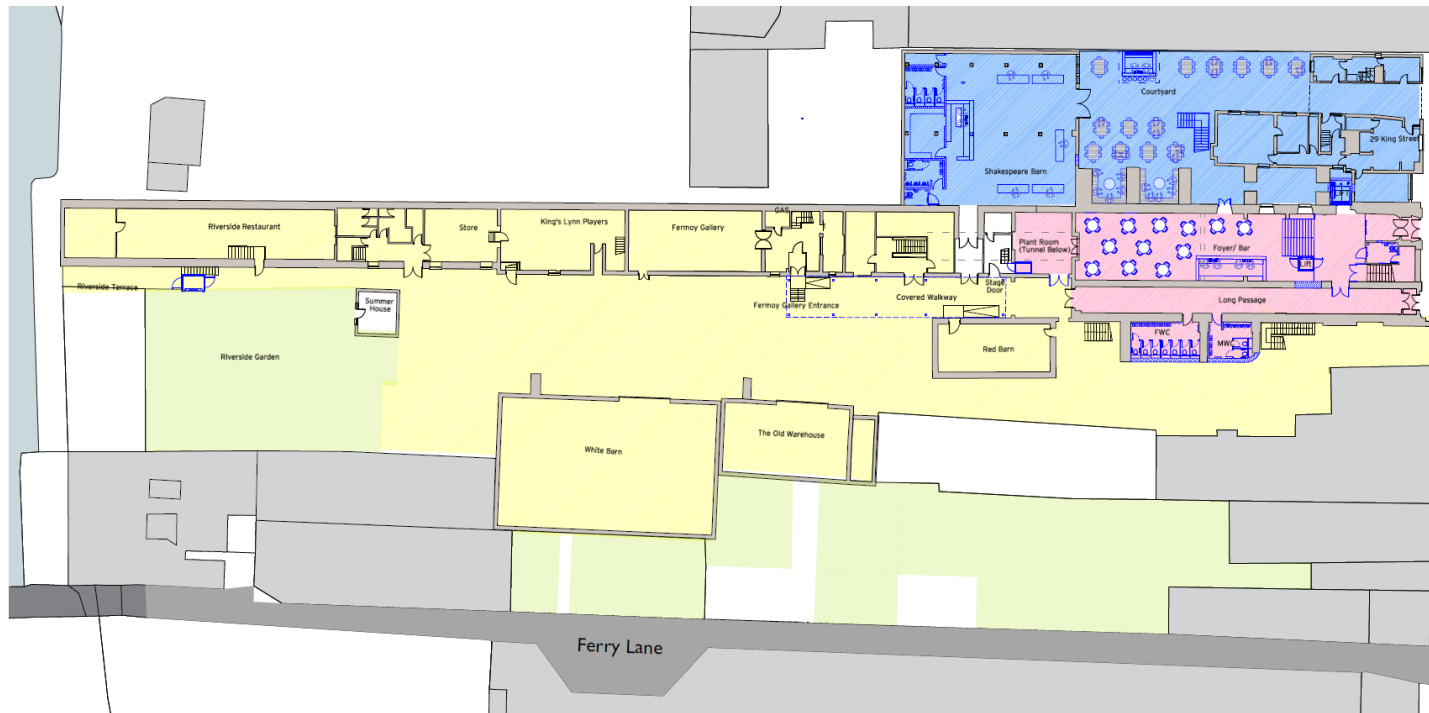 Courtyard
29 King Street
Shakespeare Barn
Riverside Restaurant
Store
King's Lynn Players
Fermoy Gallery
GAS
Plant Room
(Tunnel Below)
Foyer/ Bar
Lift
Riverside Terrace
Summer
House
Fermoy Gallery Entrance
Covered Walkway
Stage
Door
Long Passage
FWC
MWC
Red Barn
Riverside Garden
The Old Warehouse
White Barn
Ferry Lane